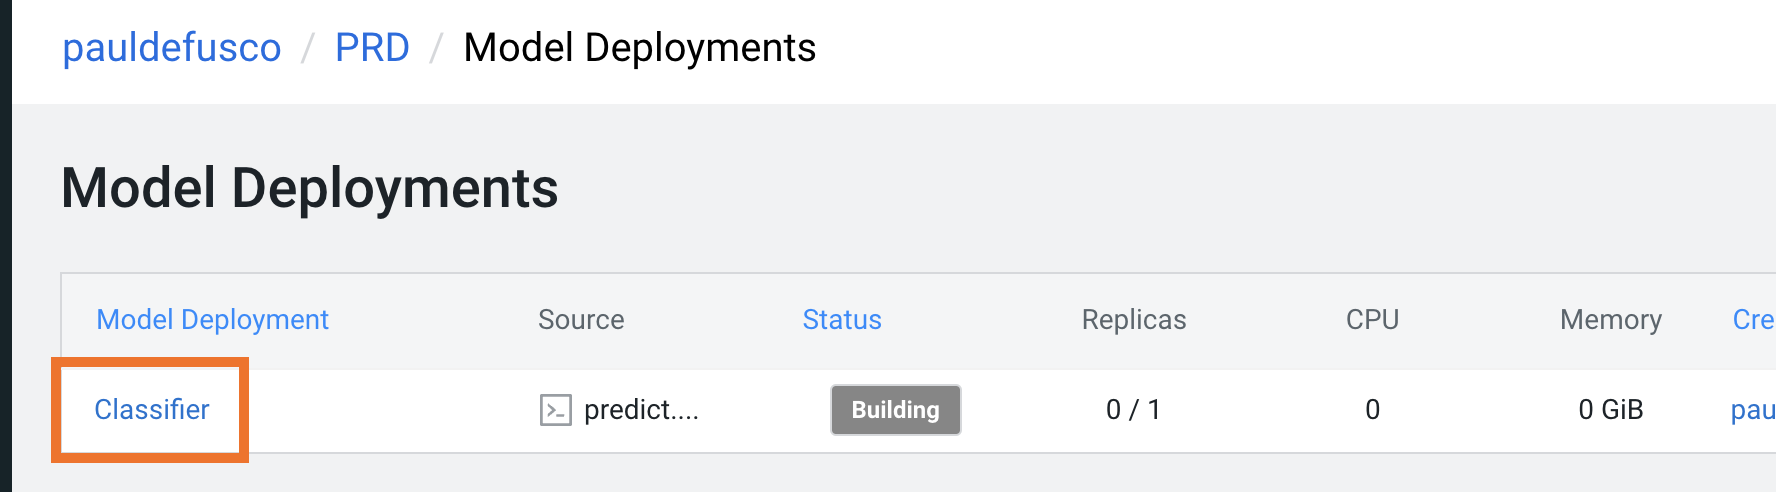 pauldefusco / PRD / Model Deployments
Model Deployments
Model Deployment Source Status Replicas CPU Memory Cre
Classifier predict.... Building 0 / 1 0 0 GiB pau